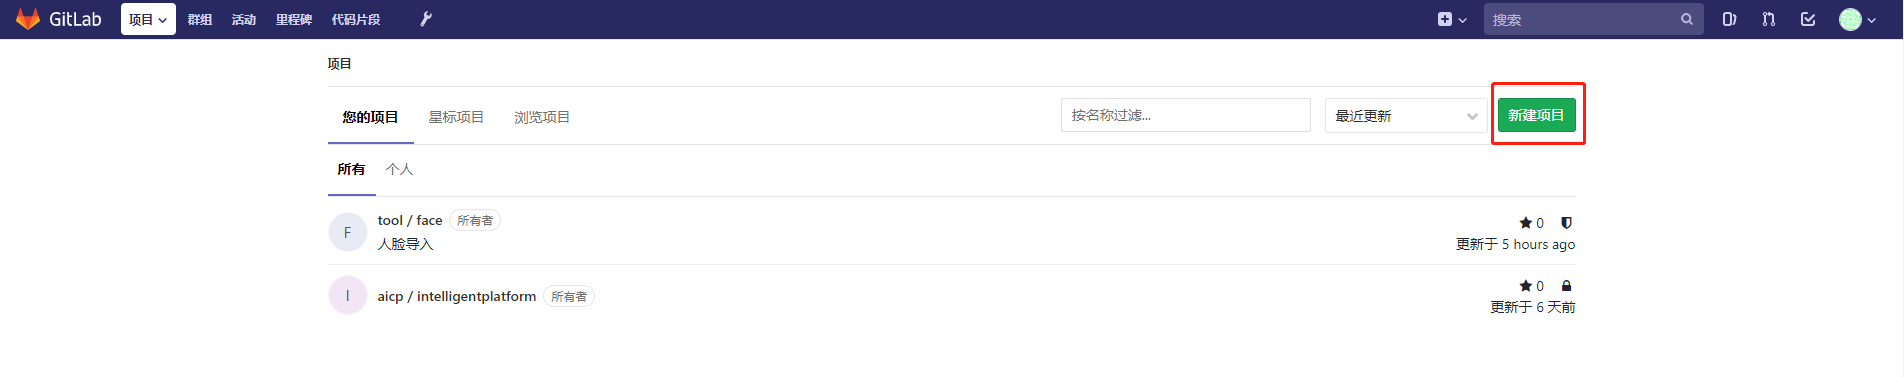 GitLab 项目 群组 活动 里程碑 代码片段 搜索
项目
您的项目 星标项目 浏览项目 按名称过滤... 最近更新 新建项目
所有 个人
F tool / face 所有者 0
人脸导入 更新于 5 hours ago
I aicp / intelligentplatform 所有者 0
更新于 6 天前